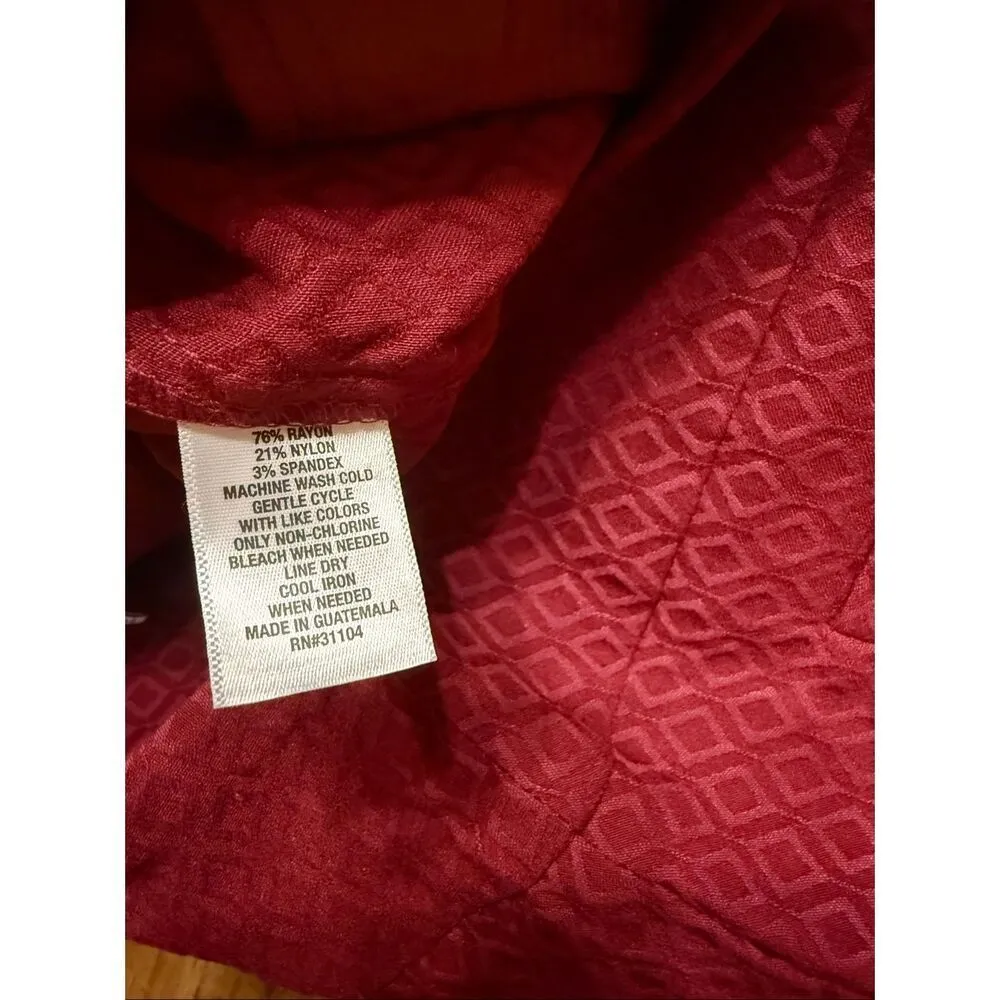 76% RAYON
21% NYLON
3% SPANDEX
MACHINE WASH COLD
GENTLE CYCLE
WITH LIKE COLORS
ONLY NON-CHLORINE
BLEACH WHEN NEEDED
LINE DRY
COOL IRON
WHEN NEEDED
MADE IN GUATEMALA
RN#31104